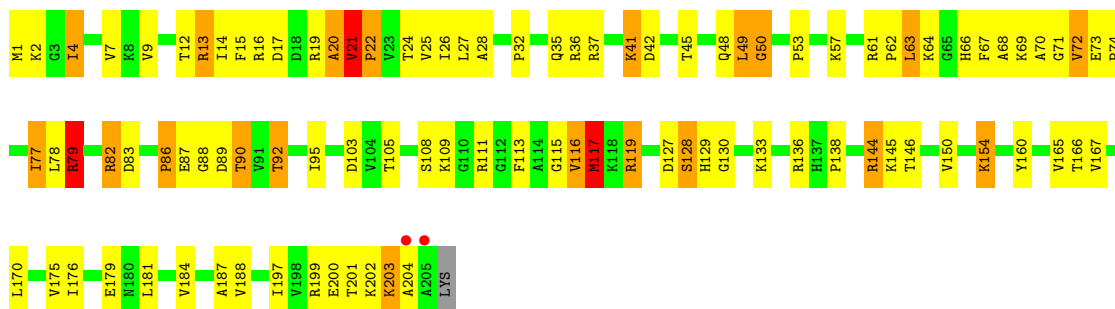 M1 K2 G3 I4 V7 K8 V9 T12 R13 I14 F15 R16 D17 D18 R19 A20 V21 P22 V23 T24 V25 I26 L27 A28 P32 Q35 R36 R37 K41 D42 T45 Q48 L49 G50 P53 K57 R61 P62 L63 K64 G65 H66 F67 A68 K69 A70 G71 V72 E73
I77 L78 R79 R82 D83 P86 E87 G88 D89 T90 V91 T92 I95 D103 V104 T105 S108 K109 G110 R111 G112 F113 A114 G115 V116 M117 K118 R119 D127 S128 H129 G130 K133 R136 H137 P138 R144 K145 T146 V150 K154 Y160 V165 T166 V167
L170 V175 I176 E179 N180 L181 V184 A187 V188 I197 V198 R199 E200 T201 K202 K203 A204 A205 LYS